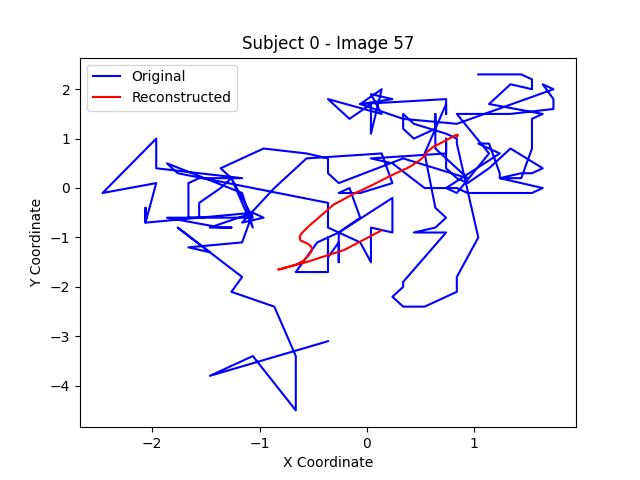 Subject 0 - Image 57
Original
Reconstructed
Y Coordinate
2
1
0
−1
−2
−3
−4
−2
−1
0
1
X Coordinate